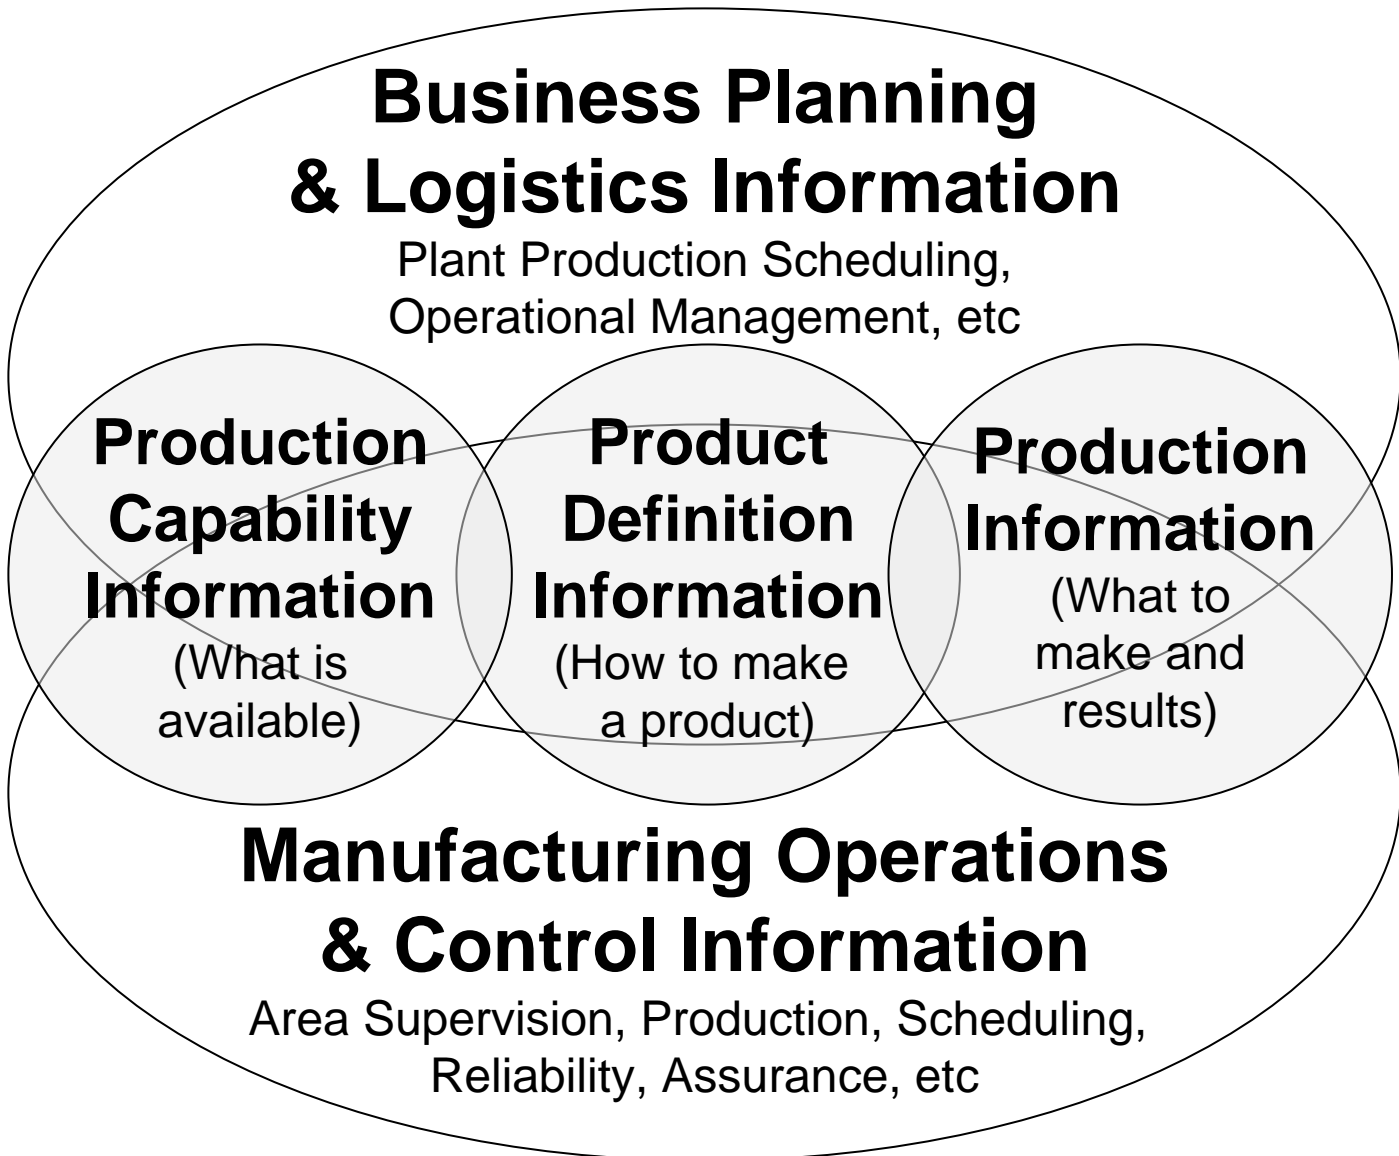 Business Planning
& Logistics Information
Plant Production Scheduling,
Operational Management, etc
Production
Capability
Information
(What is
available)
Product
Definition
Information
(How to make
a product)
Production
Information
(What to
make and
results)
Manufacturing Operations
& Control Information
Area Supervision, Production, Scheduling,
Reliability, Assurance, etc